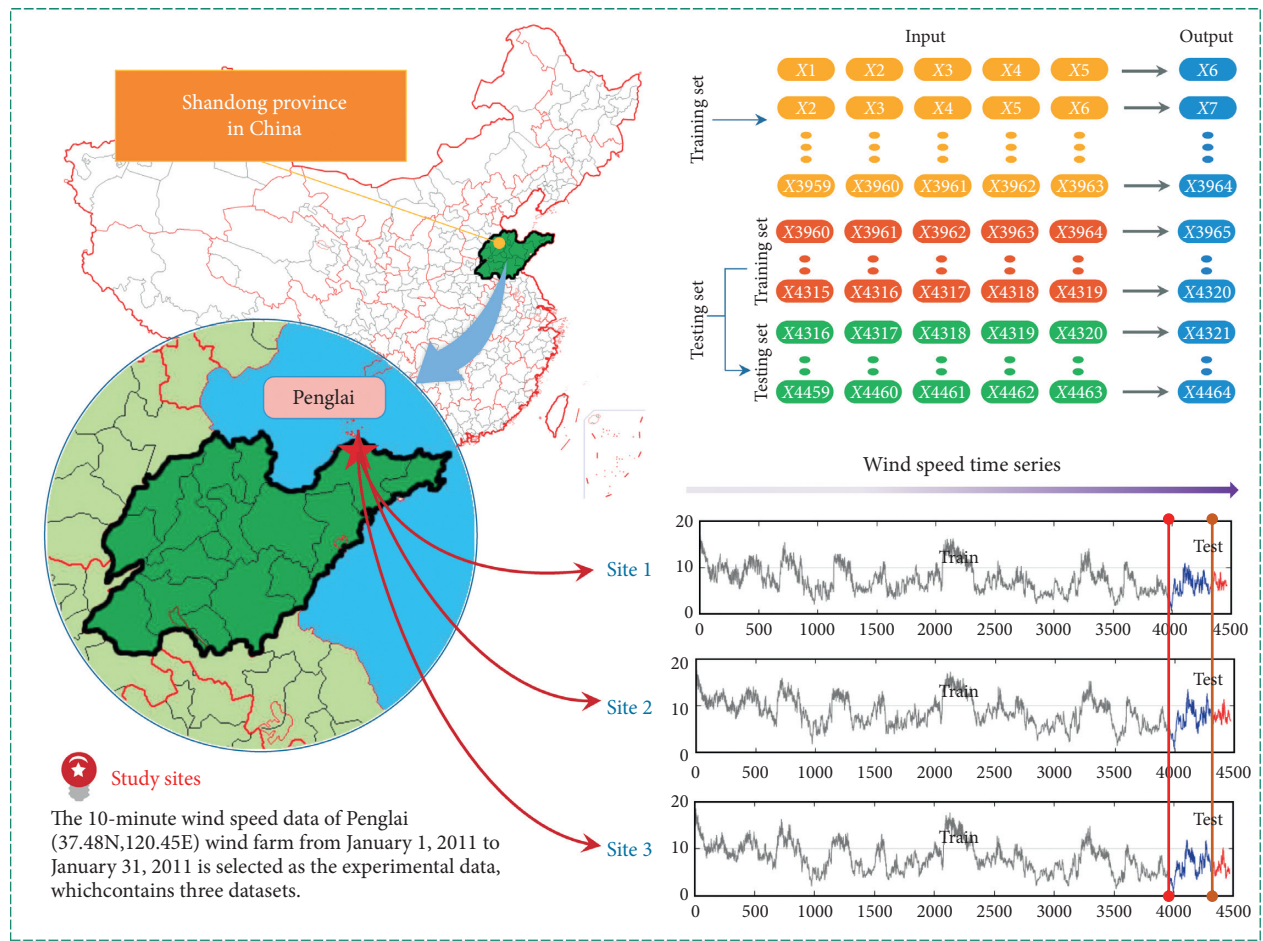 Shandong province
in China
Penglai
Site 1
Site 2
Site 3
Study sites
The 10-minute wind speed data of Penglai
(37.48N,120.45E) wind farm from January 1, 2011 to
January 31, 2011 is selected as the experimental data,
whichcontains three datasets.
Input Output
Training set
X1 X2 X3 X4 X5 X6
X2 X3 X4 X5 X6 X7
X3959 X3960 X3961 X3962 X3963 X3964
Testing set
Training set
X3960 X3961 X3962 X3963 X3964 X3965
X4315 X4316 X4317 X4318 X4319 X4320
Testing set
X4316 X4317 X4318 X4319 X4320 X4321
X4459 X4460 X4461 X4462 X4463 X4464
Wind speed time series
20
10
0
Train
Test
0 500 1000 1500 2000 2500 3000 3500 4000 4500
20
10
0
Train
Test
0 500 1000 1500 2000 2500 3000 3500 4000 4500
20
10
0
Train
Test
0 500 1000 1500 2000 2500 3000 3500 4000 4500